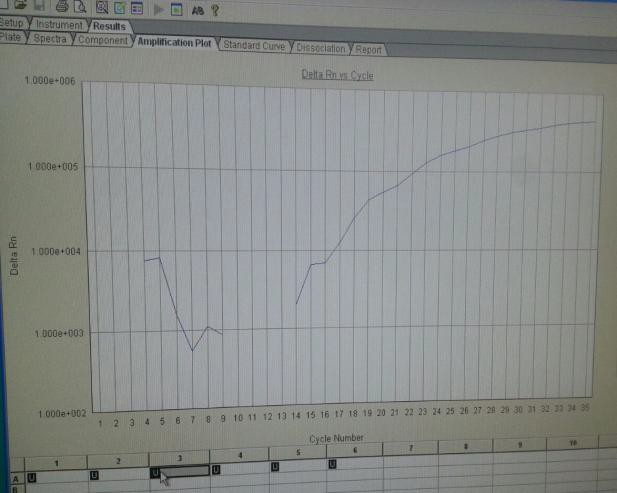 AB ?
Setup Instrument Results
Plate Spectra Component Amplification Plot Standard Curve Dissociation Report
Delta Rn vs Cycle
1.000e+006
1.000e+005
1.000e+004
1.000e+003
1.000e+002
Delta Rn
1 2 3 4 5 6 7 8 9 10 11 12 13 14 15 16 17 18 19 20 21 22 23 24 25 26 27 28 29 30 31 32 33 34 35
Cycle Number
1 2 3 4 5 6 7 8 9 10
A U U U U U U
B